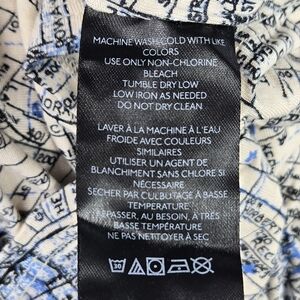 MACHINE WASH COLD WITH LIKE
COLORS
USE ONLY NON-CHLORINE
BLEACH
TUMBLE DRY LOW
LOW IRON AS NEEDED
DO NOT DRY CLEAN
LAVER À LA MACHINE À L'EAU
FROIDE AVEC COULEURS
SIMILAIRES
UTILISER UN AGENT DE
BLANCHIMENT SANS CHLORE SI
NÉCESSAIRE
SÉCHER PAR CULBUTAGE À BASSE
TEMPÉRATURE
REPASSER, AU BESOIN, À TRÈS
BASSE TEMPÉRATURE
NE PAS NETTOYER À SEC
30